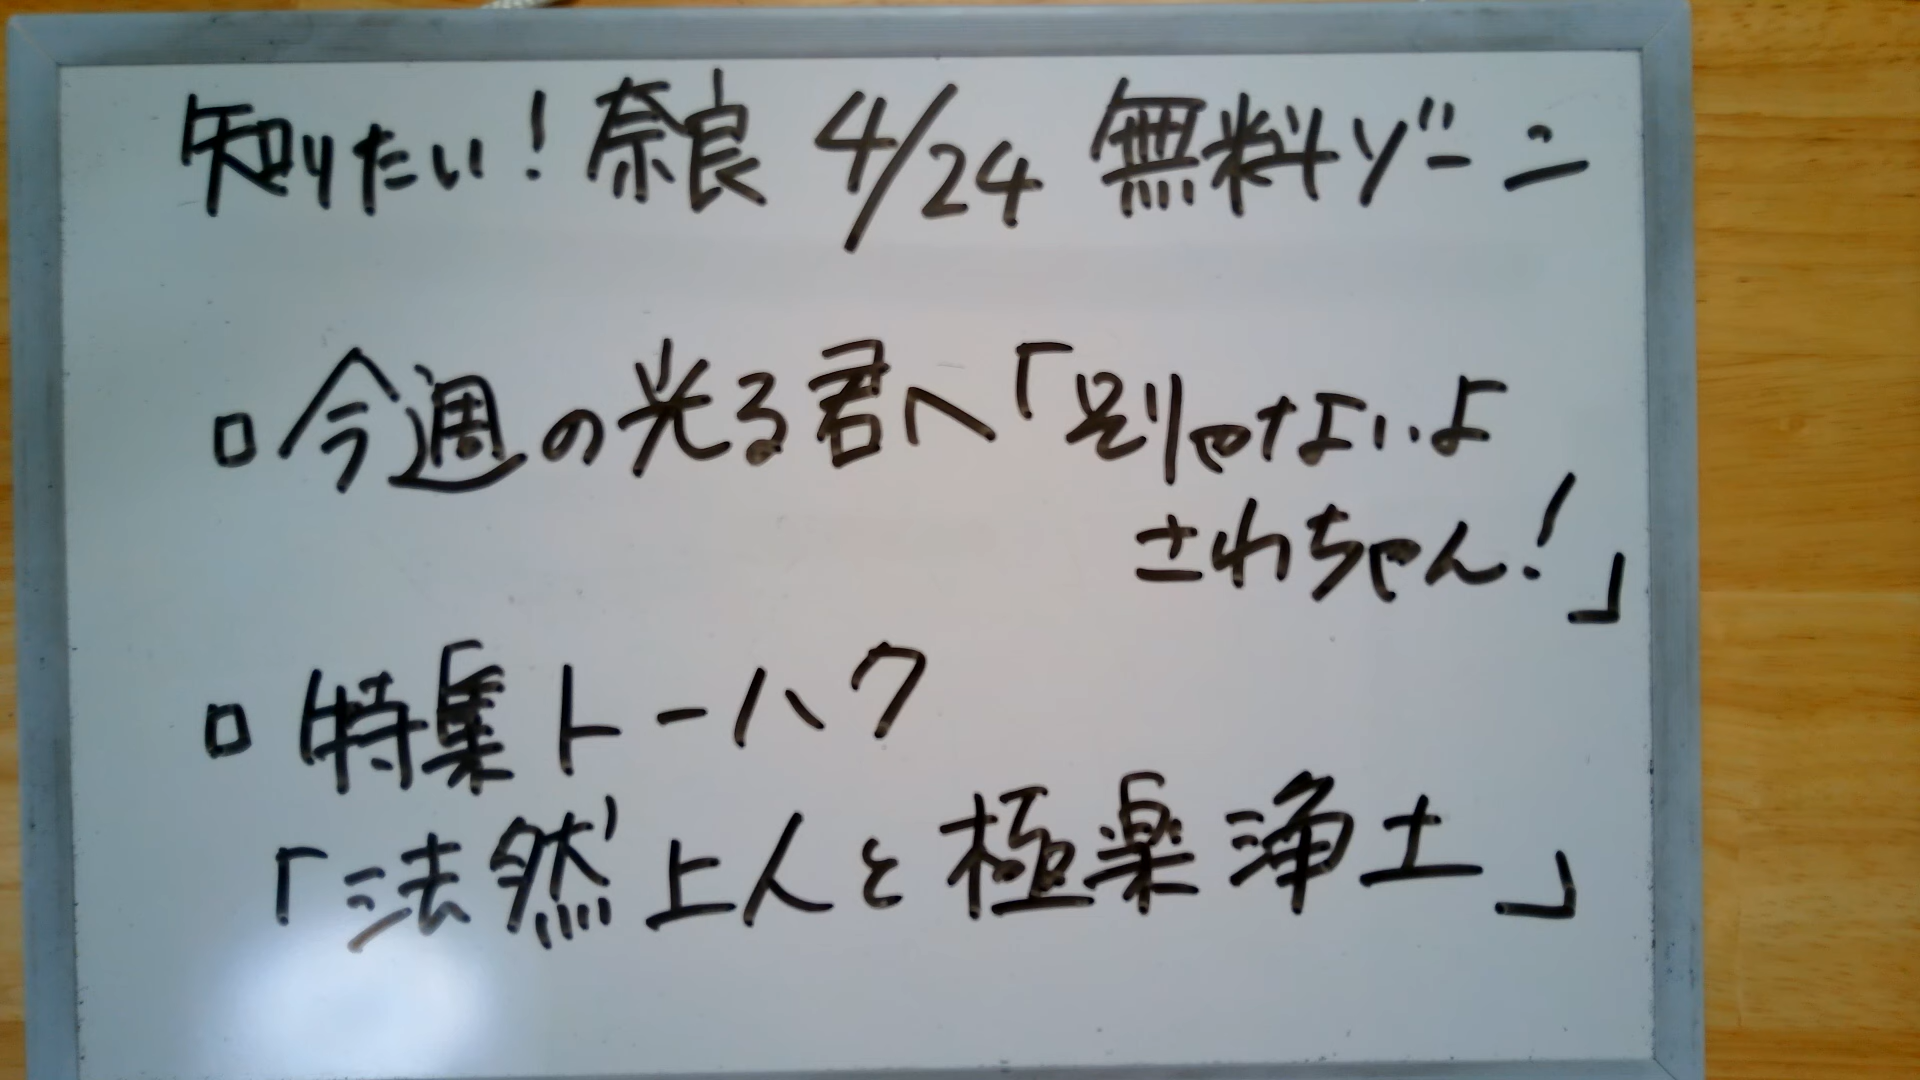 知りたい!奈良 4/24 無料ゾーン
□今週の光る君へ「そりゃないよ
さわちゃん!」
□特集トーハク
「法然上人と極楽浄土」